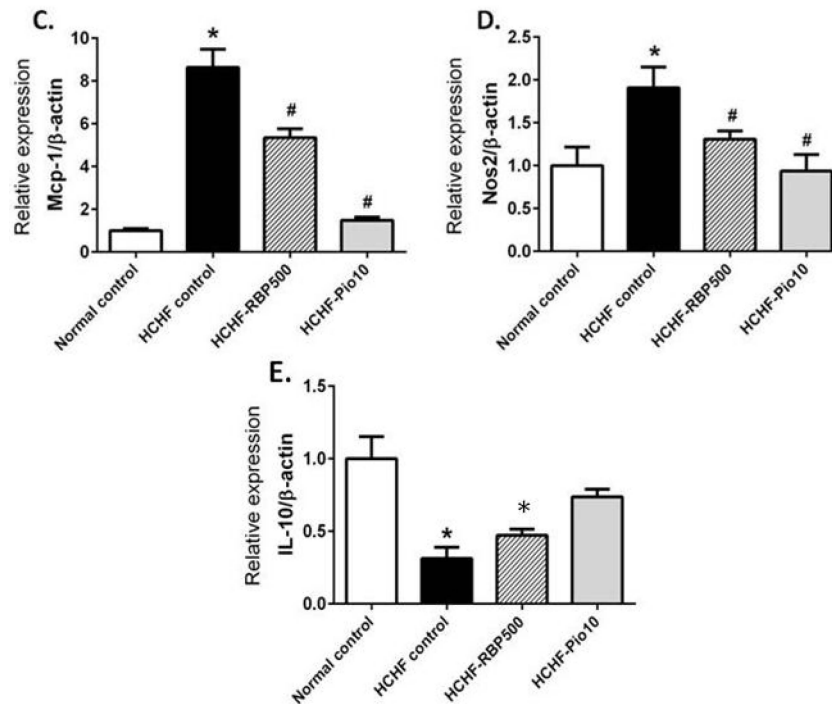 C.
Relative expression
Mcp-1/β-actin
10
8
6
4
2
0
*
#
#
Normal control
HCHF control
HCHF-RBP500
HCHF-Pio10
D.
Relative expression
Nos2/β-actin
2.5
2.0
1.5
1.0
0.5
0.0
*
#
#
Normal control
HCHF control
HCHF-RBP500
HCHF-Pio10
E.
Relative expression
IL-10/β-actin
1.5
1.0
0.5
0.0
*
*
Normal control
HCHF control
HCHF-RBP500
HCHF-Pio10